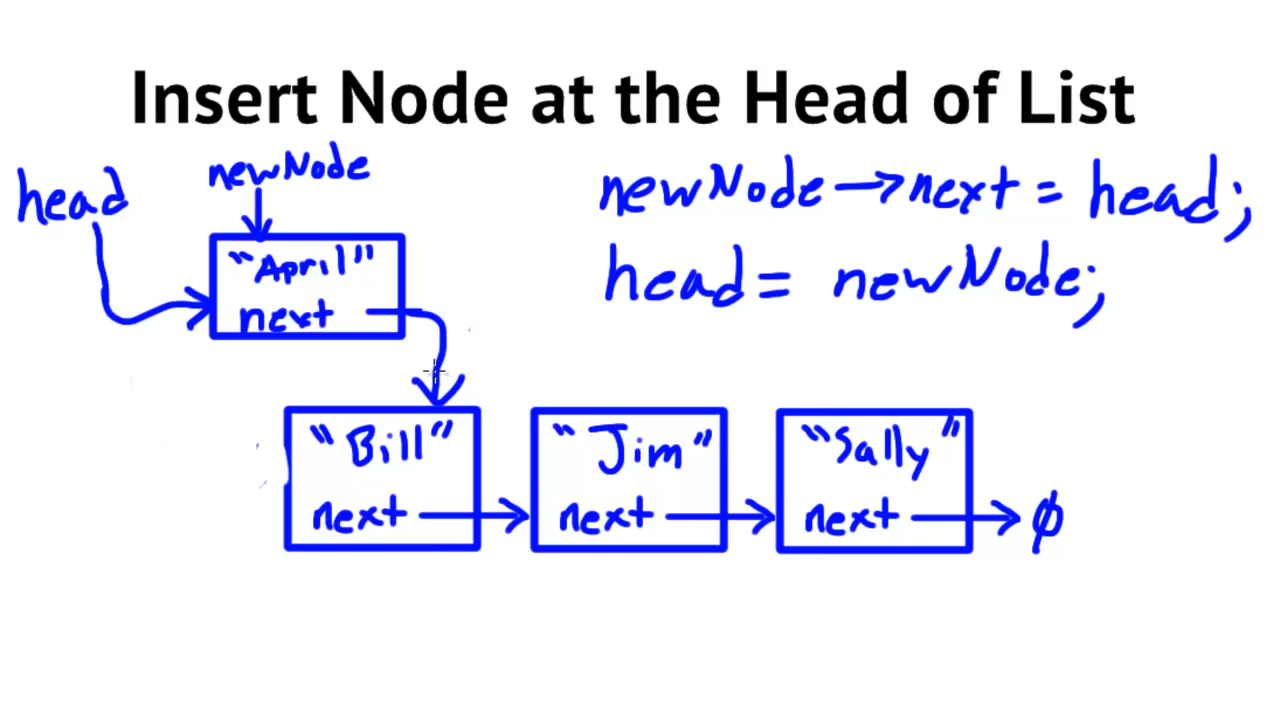 Insert Node at the Head of List
head
newNode
"April"
next
newNode→next = head;
head = newNode;
"Bill"
next
"Jim"
next
"Sally"
next
ø